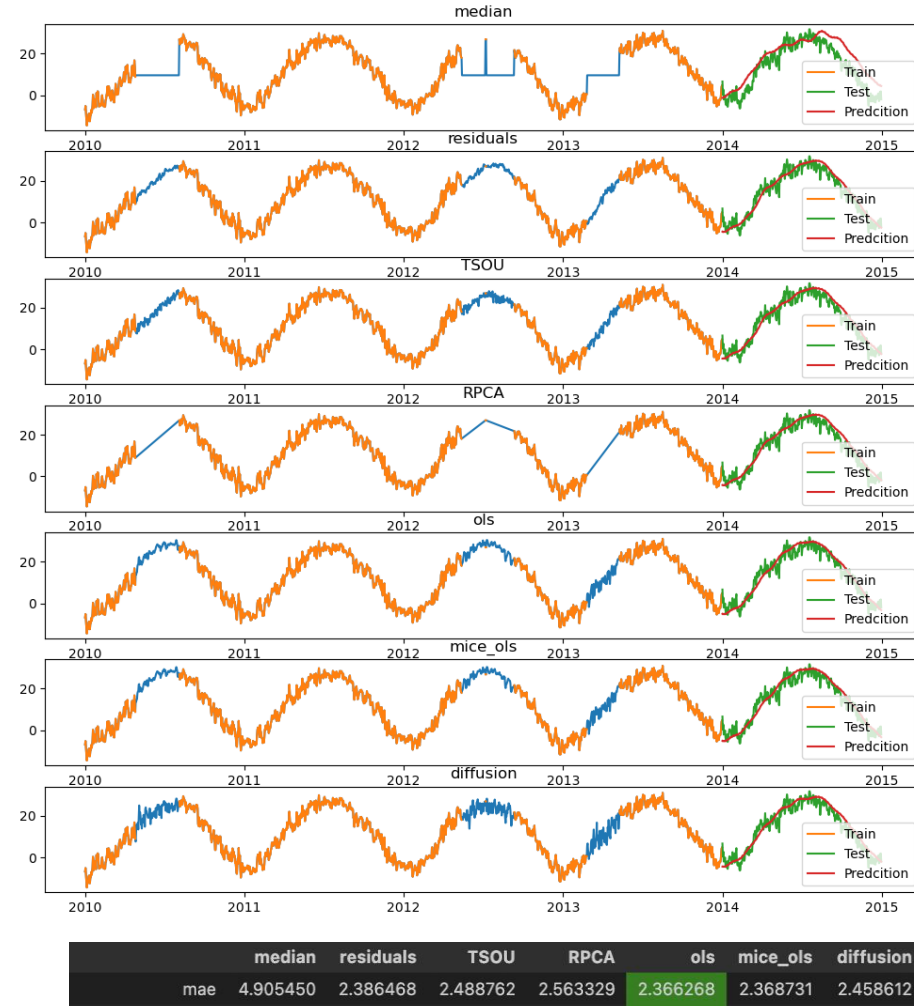 median
20
0
Train
Test
Predcition
2010 2011 2012 2013 2014 2015
residuals
20
0
Train
Test
Predcition
2010 2011 2012 2013 2014 2015
TSOU
20
0
Train
Test
Predcition
2010 2011 2012 2013 2014 2015
RPCA
20
0
Train
Test
Predcition
2010 2011 2012 2013 2014 2015
ols
20
0
Train
Test
Predcition
2010 2011 2012 2013 2014 2015
mice_ols
20
0
Train
Test
Predcition
2010 2011 2012 2013 2014 2015
diffusion
20
0
Train
Test
Predcition
2010 2011 2012 2013 2014 2015
median residuals TSOU RPCA ols mice_ols diffusion
mae 4.905450 2.386468 2.488762 2.563329 2.366268 2.368731 2.458612